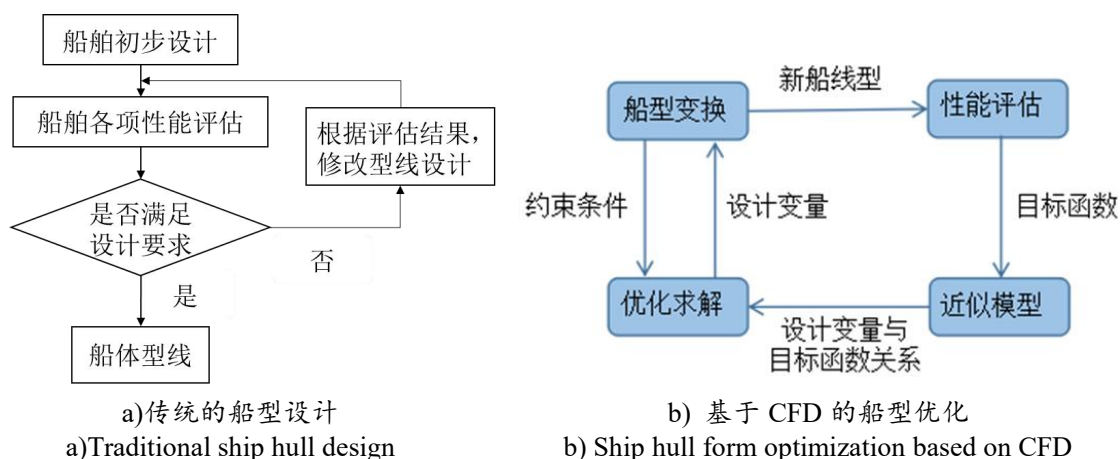 船舶初步设计
船舶各项性能评估
根据评估结果，
修改型线设计
是否满足
设计要求
否
是
船体型线
a)传统的船型设计
a)Traditional ship hull design
新船线型
船型变换
性能评估
约束条件
设计变量
目标函数
优化求解
近似模型
设计变量与
目标函数关系
b) 基于 CFD 的船型优化
b) Ship hull form optimization based on CFD